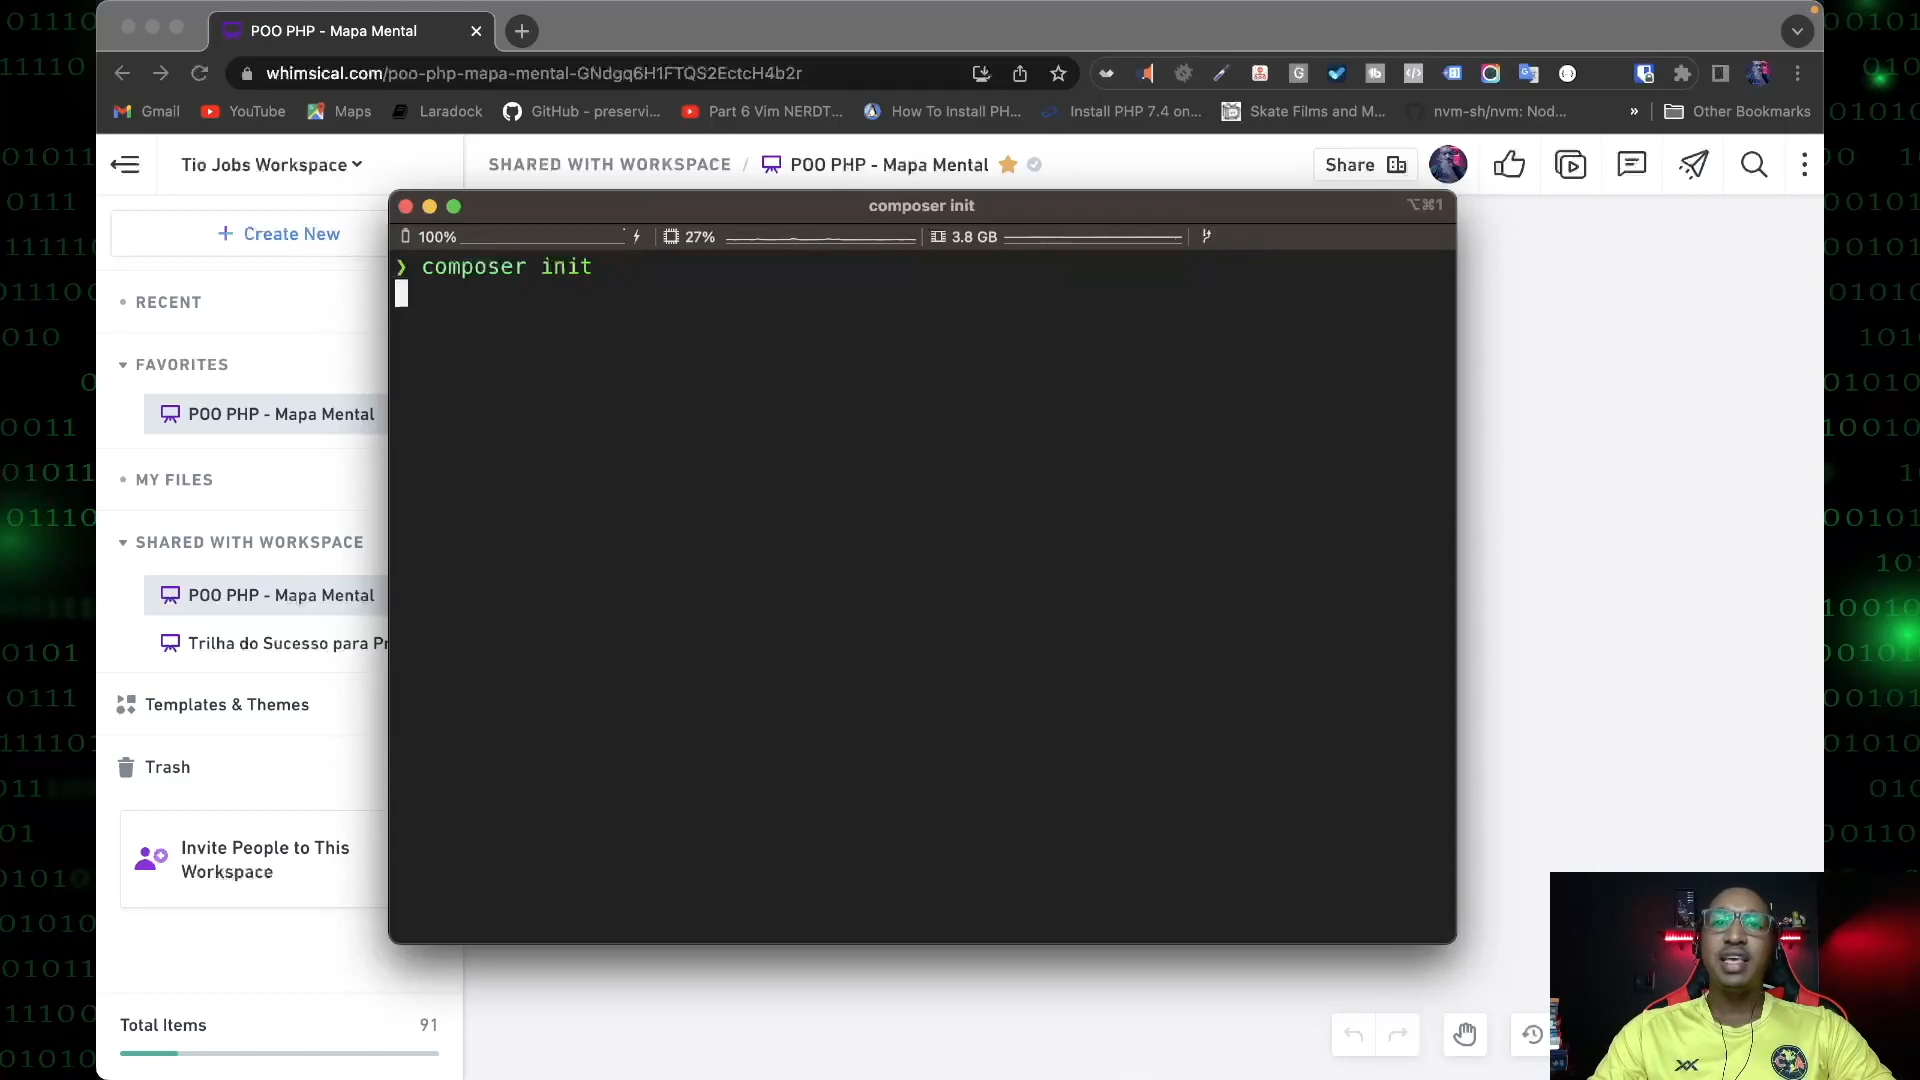 POO PHP - Mapa Mental
whimsical.com/poo-php-mapa-mental-GNdgq6H1FTQS2EctcH4b2r
Gmail
YouTube
Maps
Laradock
GitHub - preservi...
Part 6 Vim NERDT...
How To Install PH...
Install PHP 7.4 on...
Skate Films and M...
nvm-sh/nvm: Nod...
»
Other Bookmarks
Tio Jobs Workspace
SHARED WITH WORKSPACE / POO PHP - Mapa Mental
Share
+ Create New
RECENT
FAVORITES
POO PHP - Mapa Mental
MY FILES
SHARED WITH WORKSPACE
POO PHP - Mapa Mental
Trilha do Sucesso para Pr
Templates & Themes
Trash
Invite People to This
Workspace
Total Items 91
composer init
⌥⌘1
100%
27%
3.8 GB
❯ composer init